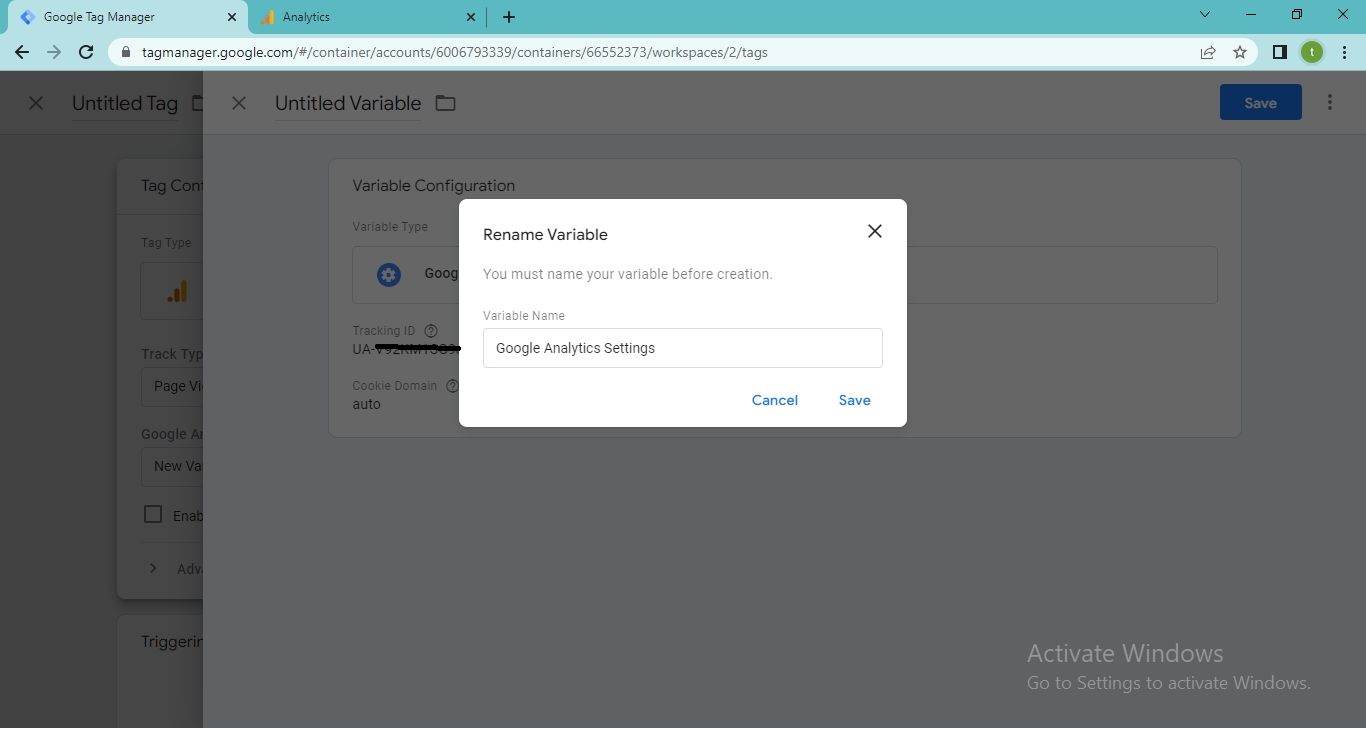 Google Tag Manager
Analytics
tagmanager.google.com/#/container/accounts/6006793339/containers/66552373/workspaces/2/tags
t
Untitled Tag
Untitled Variable
Save
Tag Conf
Variable Configuration
Tag Type
Variable Type
Goog
Rename Variable
You must name your variable before creation.
Variable Name
Google Analytics Settings
Cancel
Save
Tracking ID
UA-
Cookie Domain
auto
Track Typ
Page Vi
Google An
New Va
Enab
Adv
Triggerin
Activate Windows
Go to Settings to activate Windows.